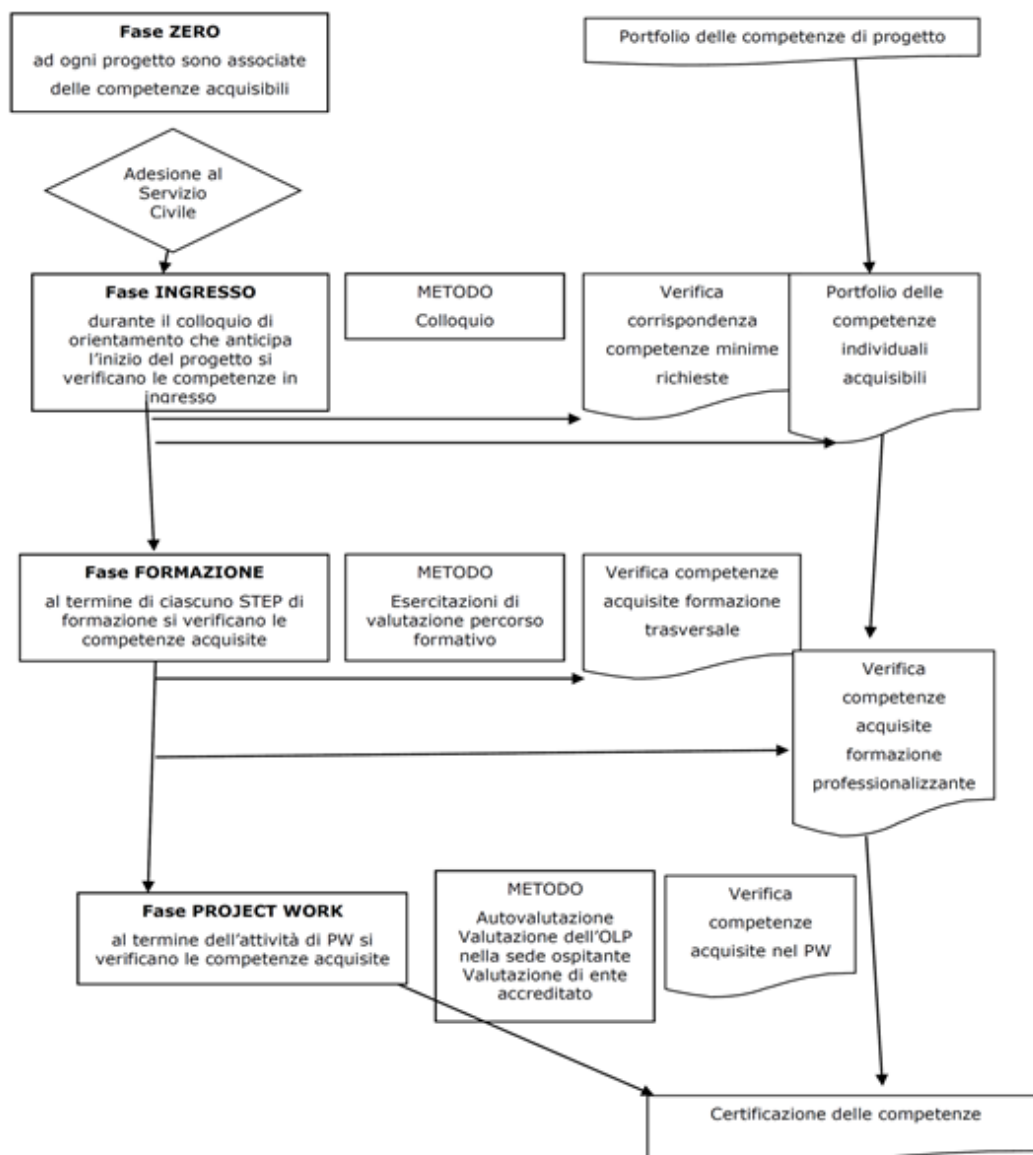 Fase ZERO
ad ogni progetto sono associate
delle competenze acquisibili
Portfolio delle competenze di progetto
Adesione al
Servizio
Civile
Fase INGRESSO
durante il colloquio di
orientamento che anticipa
l'inizio del progetto si
verificano le competenze in
ingresso
METODO
Colloquio
Verifica
corrispondenza
competenze minime
richieste
Portfolio delle
competenze
individuali
acquisibili
Fase FORMAZIONE
al termine di ciascuno STEP di
formazione si verificano le
competenze acquisite
METODO
Esercitazioni di
valutazione percorso
formativo
Verifica competenze
acquisite formazione
trasversale
Verifica
competenze
acquisite
formazione
professionalizzante
Fase PROJECT WORK
al termine dell'attività di PW si
verificano le competenze acquisite
METODO
Autovalutazione
Valutazione dell'OLP
nella sede ospitante
Valutazione di ente
accreditato
Verifica
competenze
acquisite nel PW
Certificazione delle competenze